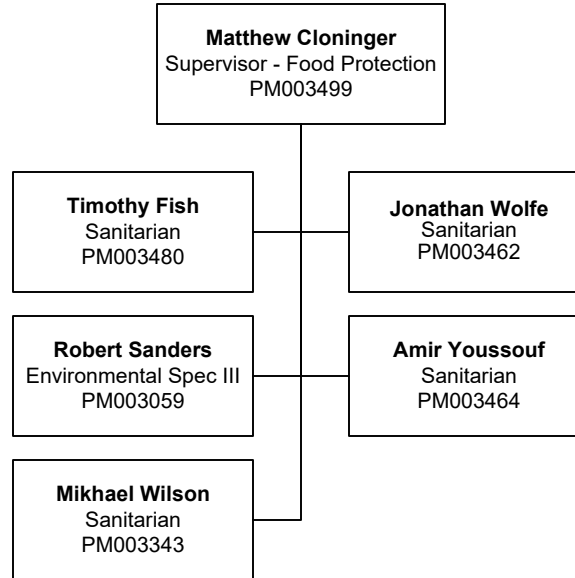 Matthew Cloninger
Supervisor - Food Protection
PM003499
Timothy Fish
Sanitarian
PM003480
Jonathan Wolfe
Sanitarian
PM003462
Robert Sanders
Environmental Spec III
PM003059
Amir Youssouf
Sanitarian
PM003464
Mikhael Wilson
Sanitarian
PM003343